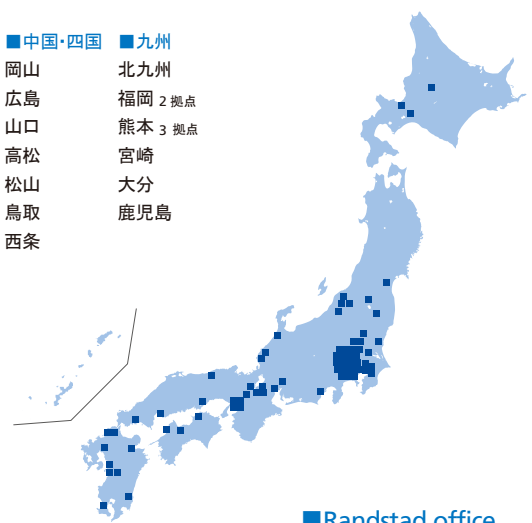 ■中国･四国
岡山
広島
山口
高松
松山
鳥取
西条
■九州
北九州
福岡 2 拠点
熊本 3 拠点
宮崎
大分
鹿児島
■Randstad office